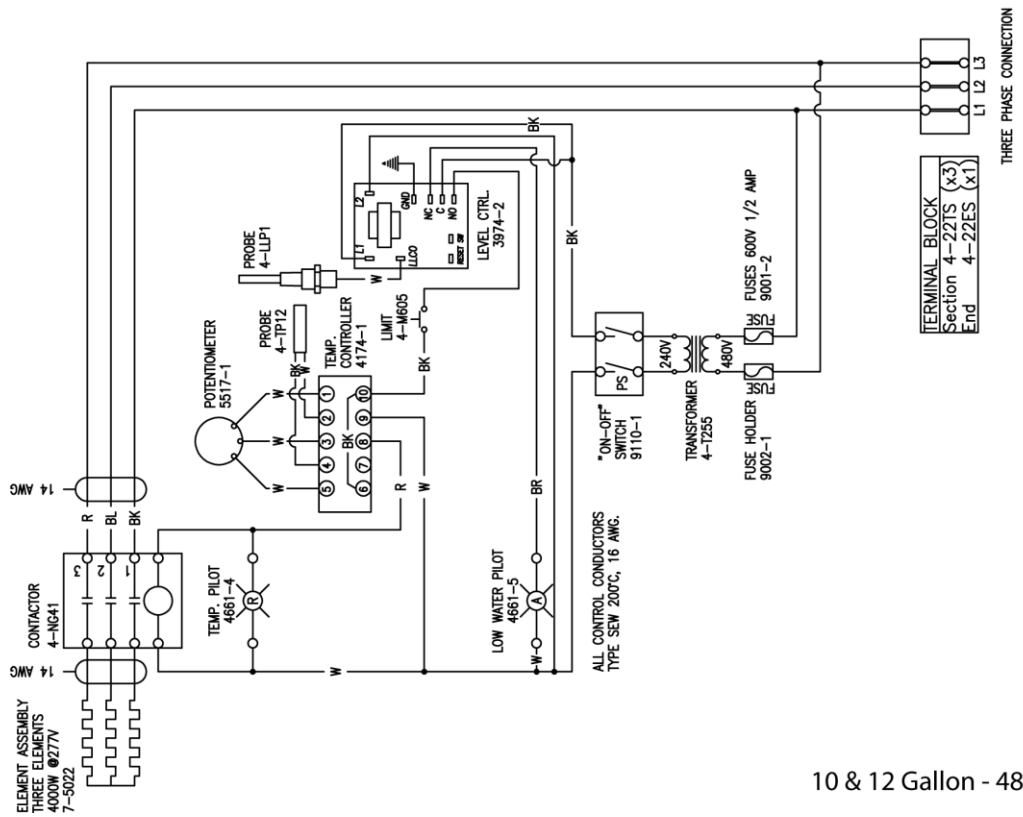 THREE PHASE CONNECTION
L3
L2
L1
TERMINAL BLOCK
Section 4-22TS (x3)
End 4-22ES (x1)
FUSES 600V 1/2 AMP
9001-2
FUSE
FUSE
FUSE HOLDER
9002-1
240V
480V
TRANSFORMER
4-T255
PS
"ON-OFF"
SWITCH
9110-1
BK
BK
L2
L1
GND
NC
C
NO
LLCO
RESET SW
LEVEL CTRL.
3974-2
PROBE
4-LLP1
W
PROBE
4-TP12
BK
W
LIMIT
4-M605
BK
TEMP.
CONTROLLER
4174-1
POTENTIOMETER
5517-1
W
W
W
1
2
3
4
5
10
9
8
7
6
BK
R
W
BR
14 AWG
R
BL
BK
3
2
1
CONTACTOR
4-NG41
14 AWG
TEMP. PILOT
4661-4
R
LOW WATER PILOT
4661-5
A
W
W
ALL CONTROL CONDUCTORS
TYPE SEW 200°C, 16 AWG.
ELEMENT ASSEMBLY
THREE ELEMENTS
4000W @277V
7-5022
10 & 12 Gallon - 48